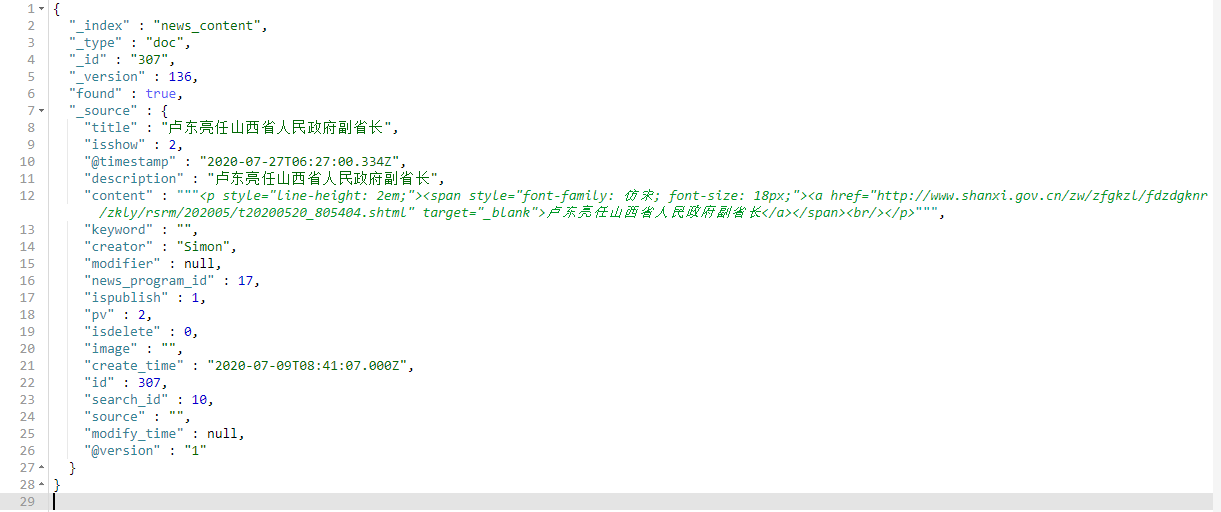 1 {
2 "_index" : "news_content",
3 "_type" : "doc",
4 "_id" : "307",
5 "_version" : 136,
6 "found" : true,
7 "_source" : {
8 "title" : "卢东亮任山西省人民政府副省长",
9 "isshow" : 2,
10 "@timestamp" : "2020-07-27T06:27:00.334Z",
11 "description" : "卢东亮任山西省人民政府副省长",
12 "content" : """<p style="line-height: 2em;"><span style="font-family: 仿宋; font-size: 18px;"><a href="http://www.shanxi.gov.cn/zw/zfgkzl/fdzdgknr
/zkly/rsrm/202005/t20200520_805404.shtml" target="_blank">卢东亮任山西省人民政府副省长</a></span><br/></p>""",
13 "keyword" : "",
14 "creator" : "Simon",
15 "modifier" : null,
16 "news_program_id" : 17,
17 "ispublish" : 1,
18 "pv" : 2,
19 "isdelete" : 0,
20 "image" : "",
21 "create_time" : "2020-07-09T08:41:07.000Z",
22 "id" : 307,
23 "search_id" : 10,
24 "source" : "",
25 "modify_time" : null,
26 "@version" : "1"
27 }
28 }
29